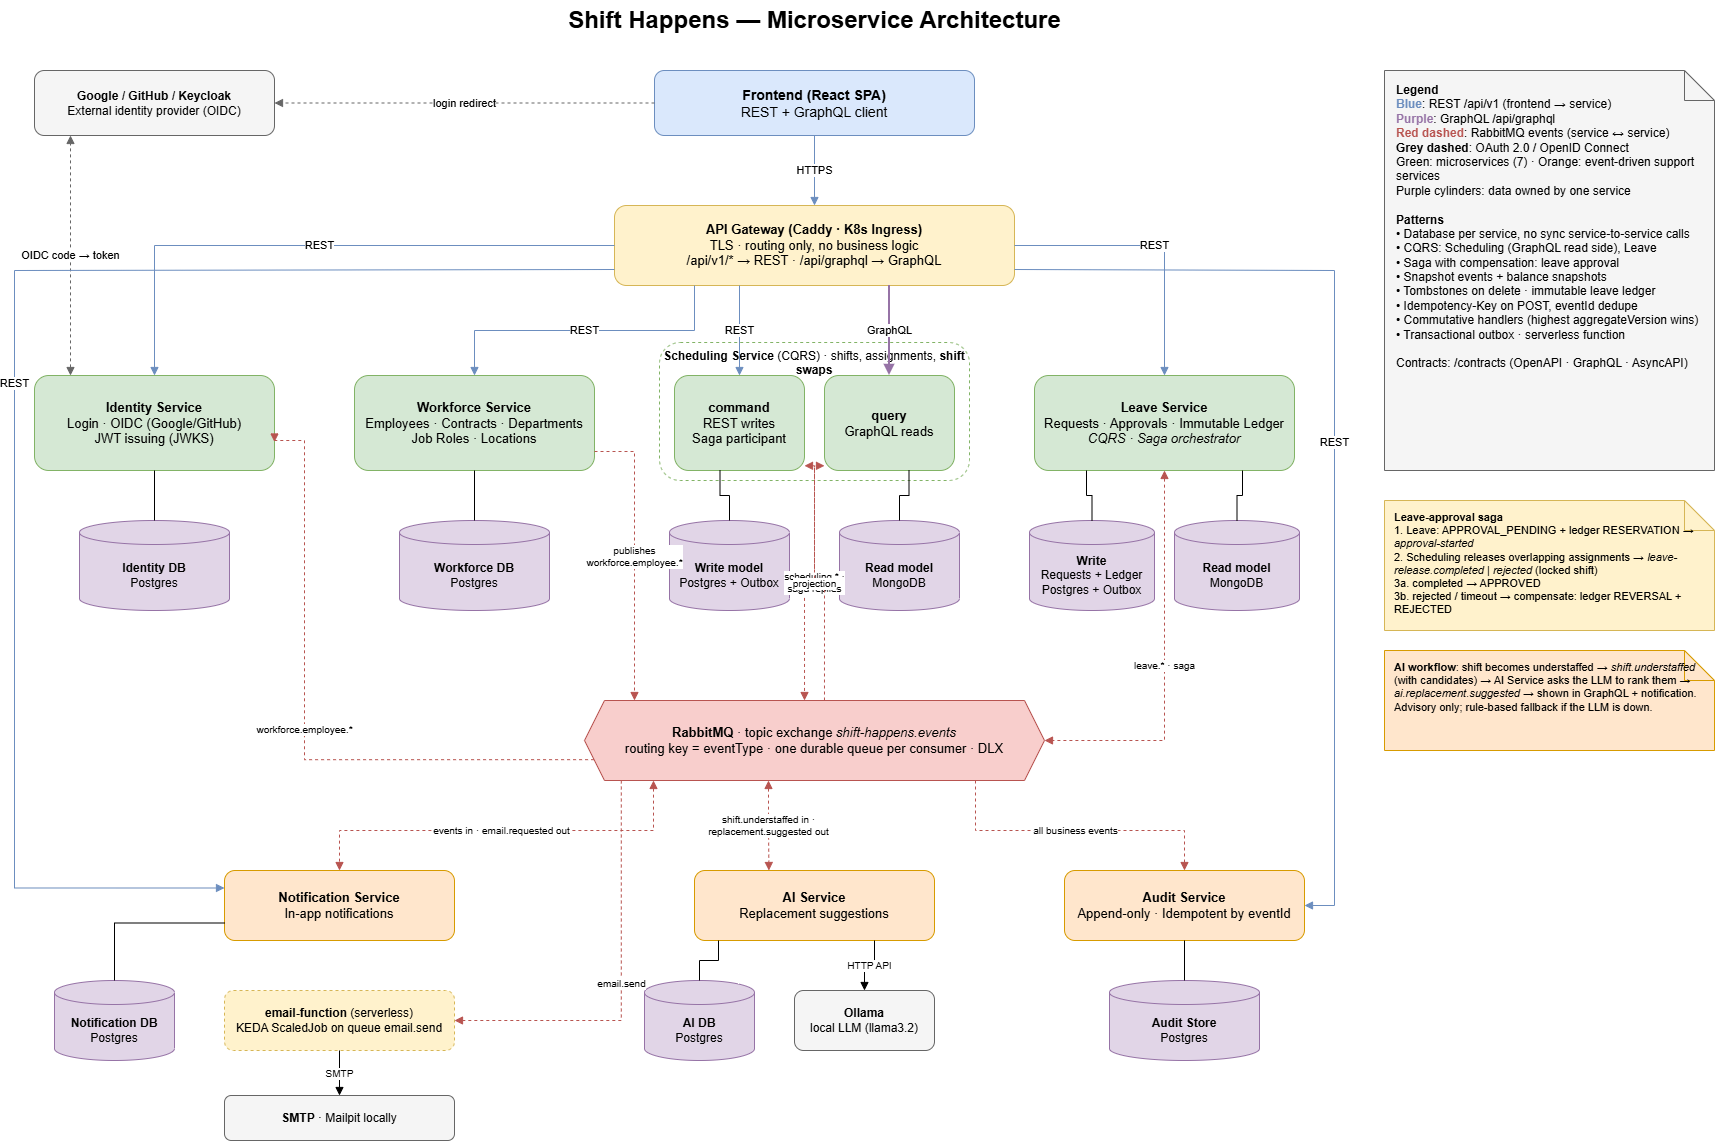 Shift Happens — Microservice Architecture
Google / GitHub / Keycloak
External identity provider (OIDC)
login redirect
Frontend (React SPA)
REST + GraphQL client
HTTPS
API Gateway (Caddy · K8s Ingress)
TLS · routing only, no business logic
/api/v1/* → REST · /api/graphql → GraphQL
OIDC code → token
REST
REST
REST
REST
GraphQL
REST
REST
Scheduling Service (CQRS) · shifts, assignments, shift
swaps
Identity Service
Login · OIDC (Google/GitHub)
JWT issuing (JWKS)
Workforce Service
Employees · Contracts · Departments
Job Roles · Locations
command
REST writes
Saga participant
query
GraphQL reads
Leave Service
Requests · Approvals · Immutable Ledger
CQRS · Saga orchestrator
Identity DB
Postgres
Workforce DB
Postgres
publishes
workforce.employee.*
Write model
Postgres + Outbox
scheduling.* ·
projection
saga replies
Read model
MongoDB
Write
Requests + Ledger
Postgres + Outbox
Read model
MongoDB
leave.* · saga
workforce.employee.*
RabbitMQ · topic exchange shift-happens.events
routing key = eventType · one durable queue per consumer · DLX
events in · email.requested out
shift.understaffed in ·
replacement.suggested out
all business events
Notification Service
In-app notifications
AI Service
Replacement suggestions
Audit Service
Append-only · Idempotent by eventId
HTTP API
email.send
Notification DB
Postgres
email-function (serverless)
KEDA ScaledJob on queue email.send
AI DB
Postgres
Ollama
local LLM (llama3.2)
Audit Store
Postgres
SMTP
SMTP · Mailpit locally
Legend
Blue: REST /api/v1 (frontend → service)
Purple: GraphQL /api/graphql
Red dashed: RabbitMQ events (service ↔ service)
Grey dashed: OAuth 2.0 / OpenID Connect
Green: microservices (7) · Orange: event-driven support
services
Purple cylinders: data owned by one service
Patterns
• Database per service, no sync service-to-service calls
• CQRS: Scheduling (GraphQL read side), Leave
• Saga with compensation: leave approval
• Snapshot events + balance snapshots
• Tombstones on delete · immutable leave ledger
• Idempotency-Key on POST, eventId dedupe
• Commutative handlers (highest aggregateVersion wins)
• Transactional outbox · serverless function
Contracts: /contracts (OpenAPI · GraphQL · AsyncAPI)
Leave-approval saga
1. Leave: APPROVAL_PENDING + ledger RESERVATION →
approval-started
2. Scheduling releases overlapping assignments → leave-
release.completed | rejected (locked shift)
3a. completed → APPROVED
3b. rejected / timeout → compensate: ledger REVERSAL +
REJECTED
AI workflow: shift becomes understaffed → shift.understaffed
(with candidates) → AI Service asks the LLM to rank them →
ai.replacement.suggested → shown in GraphQL + notification.
Advisory only; rule-based fallback if the LLM is down.